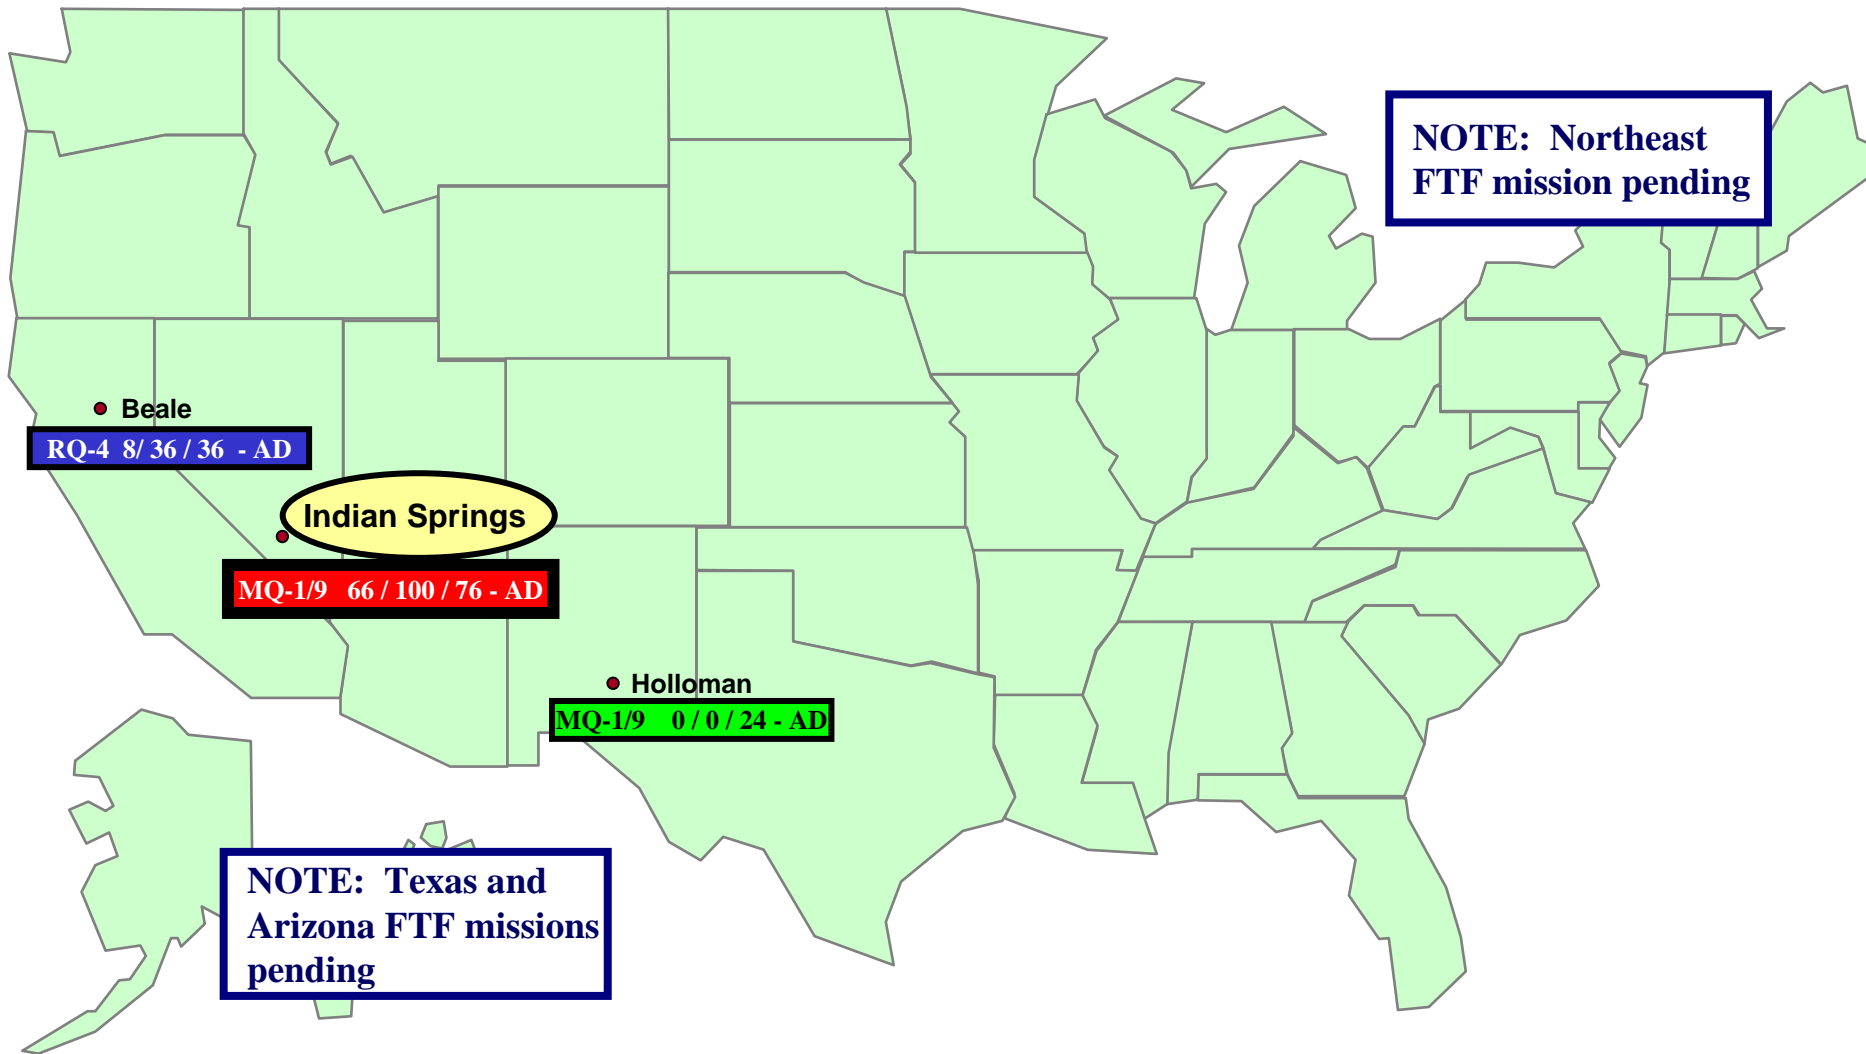 NOTE:  Northeast
FTF mission pending
Beale
RQ-4  8/ 36 / 36  - AD
Indian Springs
MQ-1/9   66 / 100 / 76 - AD
Holloman
MQ-1/9    0 / 0 / 24 - AD
NOTE:  Texas and
Arizona FTF missions
pending